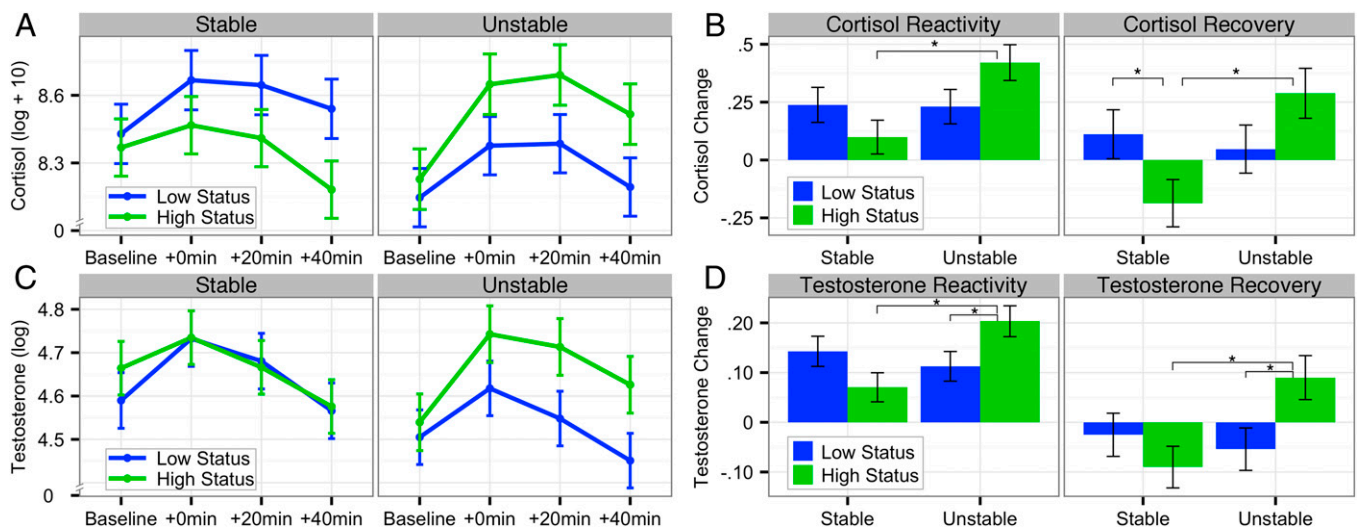 A
Stable
Unstable
Cortisol (log + 10)
8.6
8.3
0
Low Status
High Status
Baseline +0min +20min +40min
Baseline +0min +20min +40min
B
Cortisol Reactivity
Cortisol Recovery
Cortisol Change
.5
.25
0
-.25
*
*
*
Low Status
High Status
Stable
Unstable
Stable
Unstable
C
Stable
Unstable
Testosterone (log)
4.8
4.7
4.6
4.5
0
Low Status
High Status
Baseline +0min +20min +40min
Baseline +0min +20min +40min
D
Testosterone Reactivity
Testosterone Recovery
Testosterone Change
.20
.10
0
-.10
*
*
*
*
Low Status
High Status
Stable
Unstable
Stable
Unstable